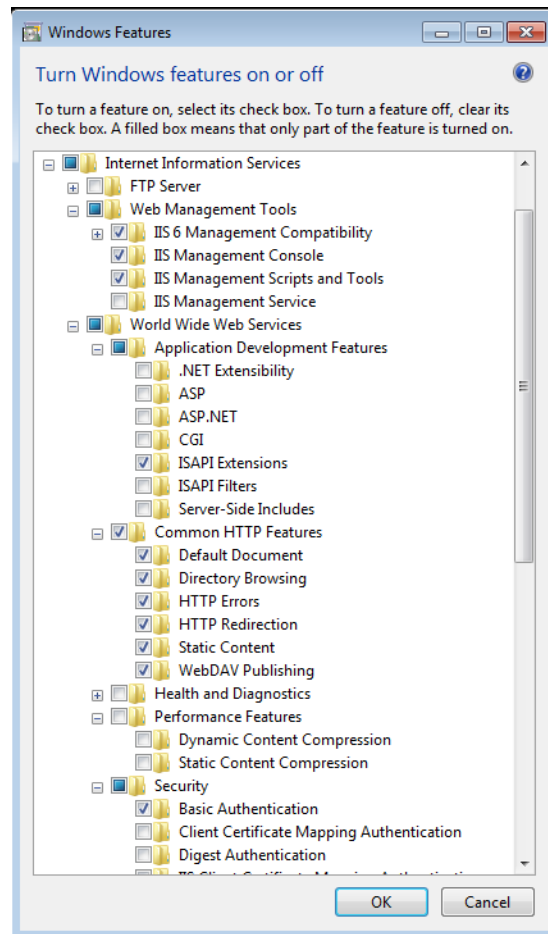 Windows Features
Turn Windows features on or off
To turn a feature on, select its check box. To turn a feature off, clear its
check box. A filled box means that only part of the feature is turned on.
Internet Information Services
FTP Server
Web Management Tools
IIS 6 Management Compatibility
IIS Management Console
IIS Management Scripts and Tools
IIS Management Service
World Wide Web Services
Application Development Features
.NET Extensibility
ASP
ASP.NET
CGI
ISAPI Extensions
ISAPI Filters
Server-Side Includes
Common HTTP Features
Default Document
Directory Browsing
HTTP Errors
HTTP Redirection
Static Content
WebDAV Publishing
Health and Diagnostics
Performance Features
Dynamic Content Compression
Static Content Compression
Security
Basic Authentication
Client Certificate Mapping Authentication
Digest Authentication
OK Cancel